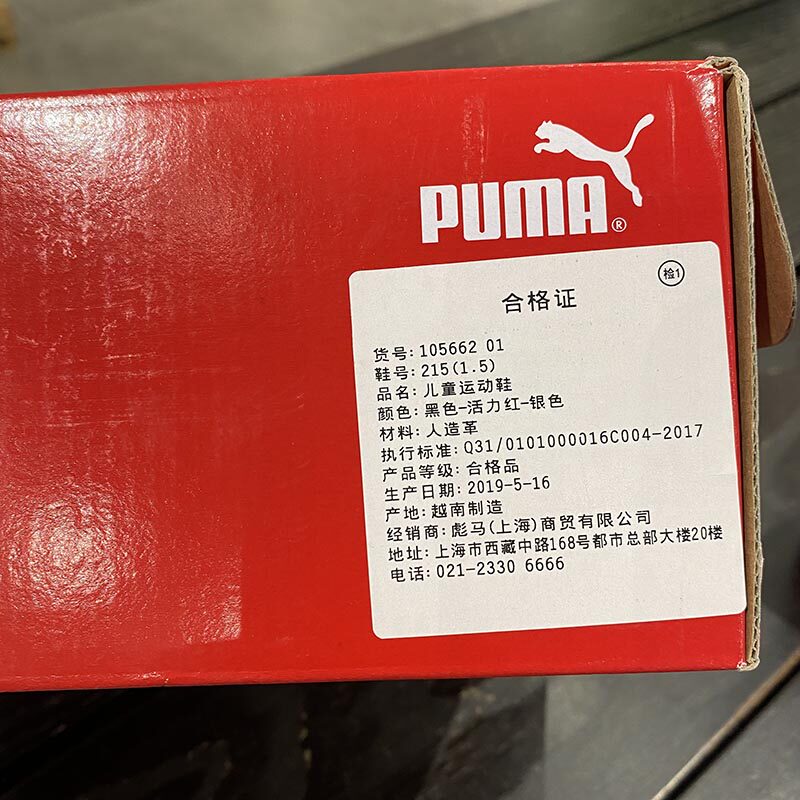 PUMA®
检1
合格证
货号:105662 01
鞋号:215(1.5)
品名:儿童运动鞋
颜色:黑色-活力红-银色
材料:人造革
执行标准:Q31/0101000016C004-2017
产品等级:合格品
生产日期:2019-5-16
产地:越南制造
经销商:彪马(上海)商贸有限公司
地址:上海市西藏中路168号都市总部大楼20楼
电话:021-2330 6666